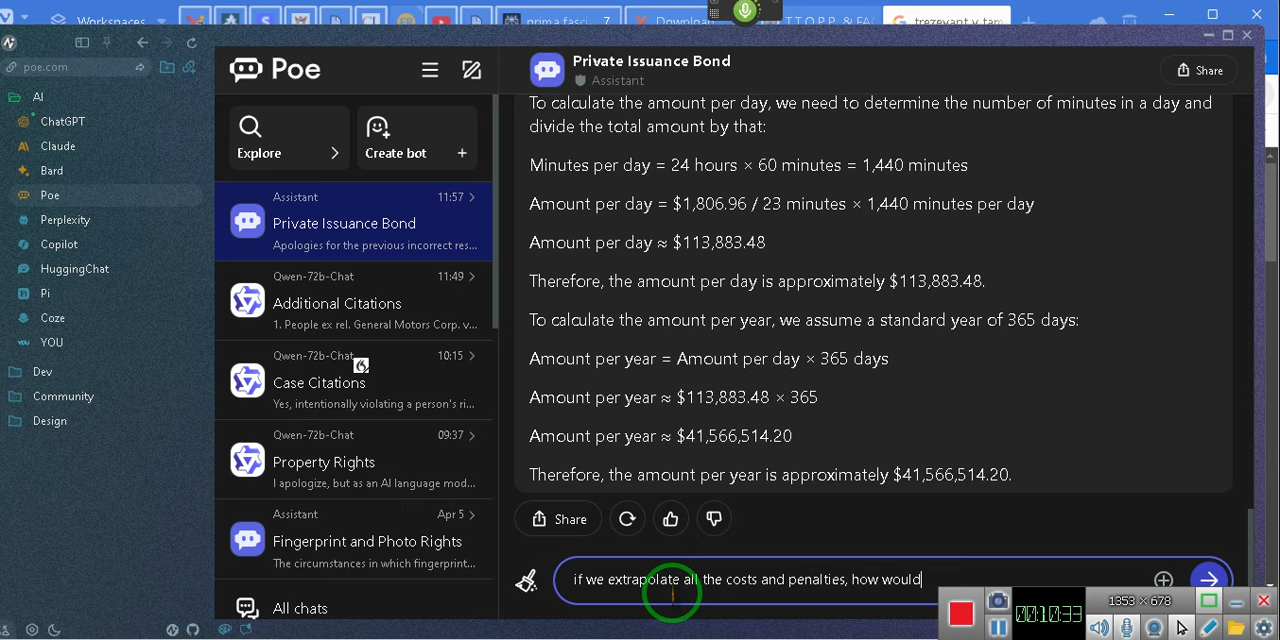 Workspaces
prima fasci
7
Downloa
T T O P P & FA
trezevant v tam
poe.com
AI
ChatGPT
Claude
Bard
Poe
Perplexity
Copilot
HuggingChat
Pi
Coze
YOU
YOU
Dev
Community
Design
Poe
Explore
Create bot
Assistant 11:57
Private Issuance Bond
Apologies for the previous incorrect res...
Qwen-72b-Chat 11:49
Additional Citations
1. People ex rel. General Motors Corp. v...
Qwen-72b-Chat 10:15
Case Citations
Yes, intentionally violating a person's ri...
Qwen-72b-Chat 09:37
Property Rights
I apologize, but as an AI language mod...
Assistant Apr 5
Fingerprint and Photo Rights
The circumstances in which fingerprint...
All chats
Private Issuance Bond
Assistant
Share
To calculate the amount per day, we need to determine the number of minutes in a day and
divide the total amount by that:
Minutes per day = 24 hours × 60 minutes = 1,440 minutes
Amount per day = $1,806.96 / 23 minutes × 1,440 minutes per day
Amount per day ≈ $113,883.48
Therefore, the amount per day is approximately $113,883.48.
To calculate the amount per year, we assume a standard year of 365 days:
Amount per year = Amount per day × 365 days
Amount per year ≈ $113,883.48 × 365
Amount per year ≈ $41,566,514.20
Therefore, the amount per year is approximately $41,566,514.20.
Share
if we extrapolate all the costs and penalties, how would
1353 × 678
00:10:33